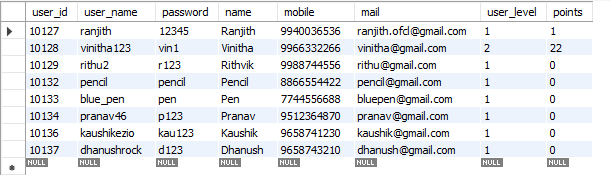 user_id user_name password name mobile mail user_level points
10127 ranjith 12345 Ranjith 9940036536 ranjith.ofcl@gmail.com 1 1
10128 vinitha123 vin1 Vinitha 9966332266 vinitha@gmail.com 2 22
10129 rithu2 r123 Rithvik 9988744556 rithu@gmail.com 1 0
10132 pencil pencil Pencil 8866554422 pencil@gmail.com 1 0
10133 blue_pen pen Pen 7744556688 bluepen@gmail.com 1 0
10134 pranav46 p123 Pranav 9512364870 pranav@gmail.com 1 0
10136 kaushikezio kau123 Kaushik 9658741230 kaushik@gmail.com 1 0
10137 dhanushrock d123 Dhanush 9658743210 dhanush@gmail.com 1 0
NULL NULL NULL NULL NULL NULL NULL NULL